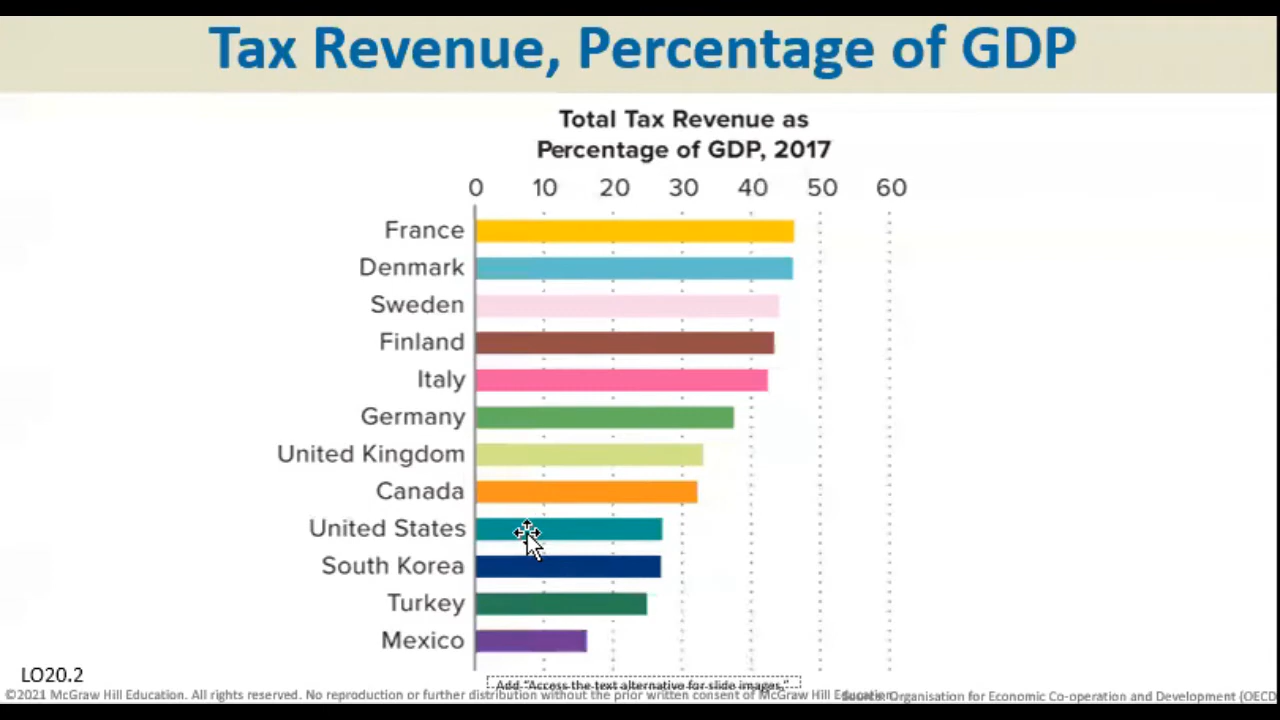 Tax Revenue, Percentage of GDP
Total Tax Revenue as
Percentage of GDP, 2017
0 10 20 30 40 50 60
France
Denmark
Sweden
Finland
Italy
Germany
United Kingdom
Canada
United States
South Korea
Turkey
Mexico
LO20.2
Add "Access the text alternative for slide images."
©2021 McGraw Hill Education. All rights reserved. No reproduction or further distribution without the prior written consent of McGraw Hill Education.
Source: Organisation for Economic Co-operation and Development (OECD